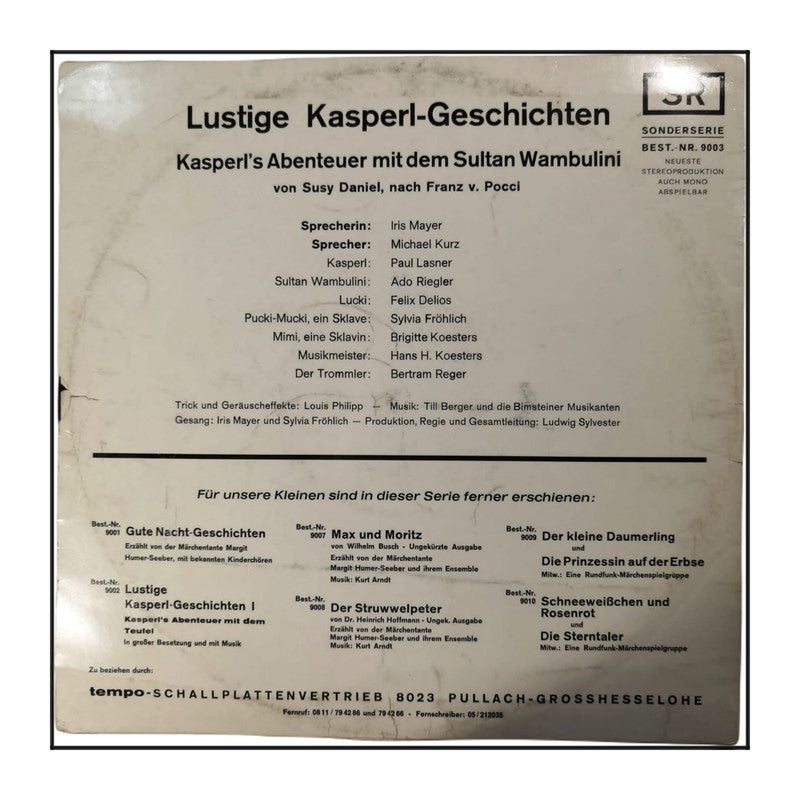 SR
SONDERSERIE
BEST.-NR. 9003
NEUESTE
STEREOPRODUKTION
AUCH MONO
ABSPIELBAR
Lustige Kasperl-Geschichten
Kasperl's Abenteuer mit dem Sultan Wambulini
von Susy Daniel, nach Franz v. Pocci
Sprecherin: Iris Mayer
Sprecher: Michael Kurz
Kasperl: Paul Lasner
Sultan Wambulini: Ado Riegler
Lucki: Felix Delios
Pucki-Mucki, ein Sklave: Sylvia Fröhlich
Mimi, eine Sklavin: Brigitte Koesters
Musikmeister: Hans H. Koesters
Der Trommler: Bertram Reger
Trick und Geräuscheffekte: Louis Philipp — Musik: Till Berger und die Bimsteiner Musikanten
Gesang: Iris Mayer und Sylvia Fröhlich — Produktion, Regie und Gesamtleitung: Ludwig Sylvester
Für unsere Kleinen sind in dieser Serie ferner erschienen:
Best.-Nr.
9001 Gute Nacht-Geschichten
Erzählt von der Märchentante Margit
Humer-Seeber, mit bekannten Kinderchören
Best.-Nr.
9002 Lustige
Kasperl-Geschichten I
Kasperl's Abenteuer mit dem
Teufel
In großer Besetzung und mit Musik
Best.-Nr.
9007 Max und Moritz
von Wilhelm Busch - Ungekürzte Ausgabe
Erzählt von der Märchentante
Margit Humer-Seeber und ihrem Ensemble
Musik: Kurt Arndt
Best.-Nr.
9008 Der Struwwelpeter
von Dr. Heinrich Hoffmann - Ungek. Ausgabe
Erzählt von der Märchentante
Margit Humer-Seeber und ihrem Ensemble
Musik: Kurt Arndt
Best.-Nr.
9009 Der kleine Daumerling
und
Die Prinzessin auf der Erbse
Mitw.: Eine Rundfunk-Märchenspielgruppe
Best.-Nr.
9010 Schneeweißchen und
Rosenrot
und
Die Sterntaler
Mitw.: Eine Rundfunk-Märchenspielgruppe
Zu beziehen durch:
tempo-SCHALLPLATTENVERTRIEB 8023 PULLACH-GROSSHESSELOHE
Fernruf: 0811/794286 und 794266 - Fernschreiber: 05/212035